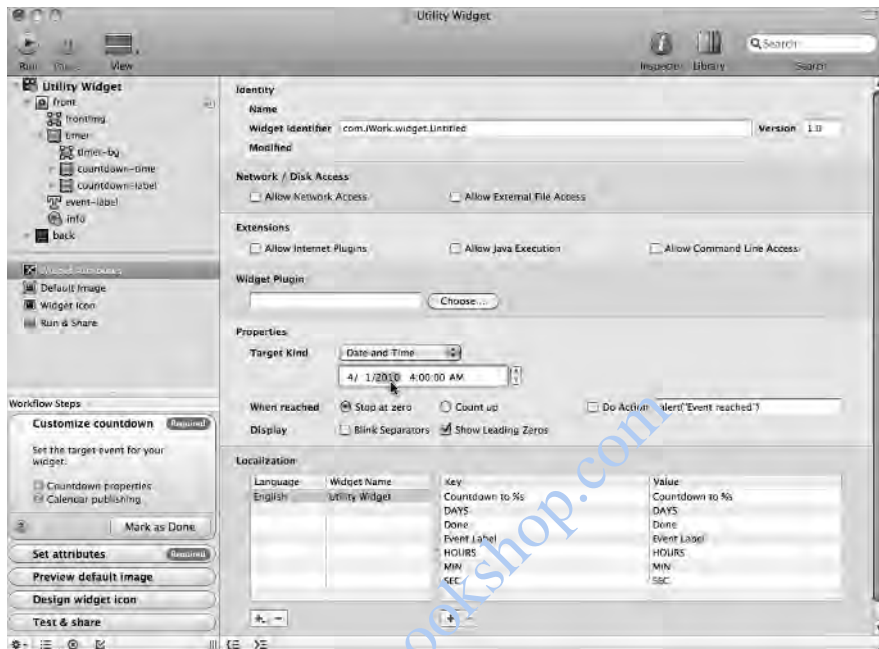 Utility Widget
Run
View
Inspector Library
Search
Search
Utility Widget
front
frontImg
timer
timer-bg
countdown-time
countdown-label
event-label
info
back
Widget Attributes
Default Image
Widget Icon
Run & Share
Workflow Steps
Customize countdown Required
Set the target event for your
widget.
Countdown properties
Calendar publishing
Mark as Done
Set attributes Required
Preview default image
Design widget icon
Test & share
Identity
Name
Widget Identifier com.iWork.widget.Untitled Version 1.0
Modified
Network / Disk Access
Allow Network Access Allow External File Access
Extensions
Allow Internet Plugins Allow Java Execution Allow Command Line Access
Widget Plugin
Choose...
Properties
Target Kind Date and Time
4/ 1/2010 4:00:00 AM
When reached Stop at zero Count up Do Action alert("Event reached")
Display Blink Separators Show Leading Zeros
Localization
Language Widget Name Key Value
English Utility Widget Countdown to %s Countdown to %s
DAYS DAYS
Done Done
Event Label Event Label
HOURS HOURS
MIN MIN
SEC SEC
ookshop.com